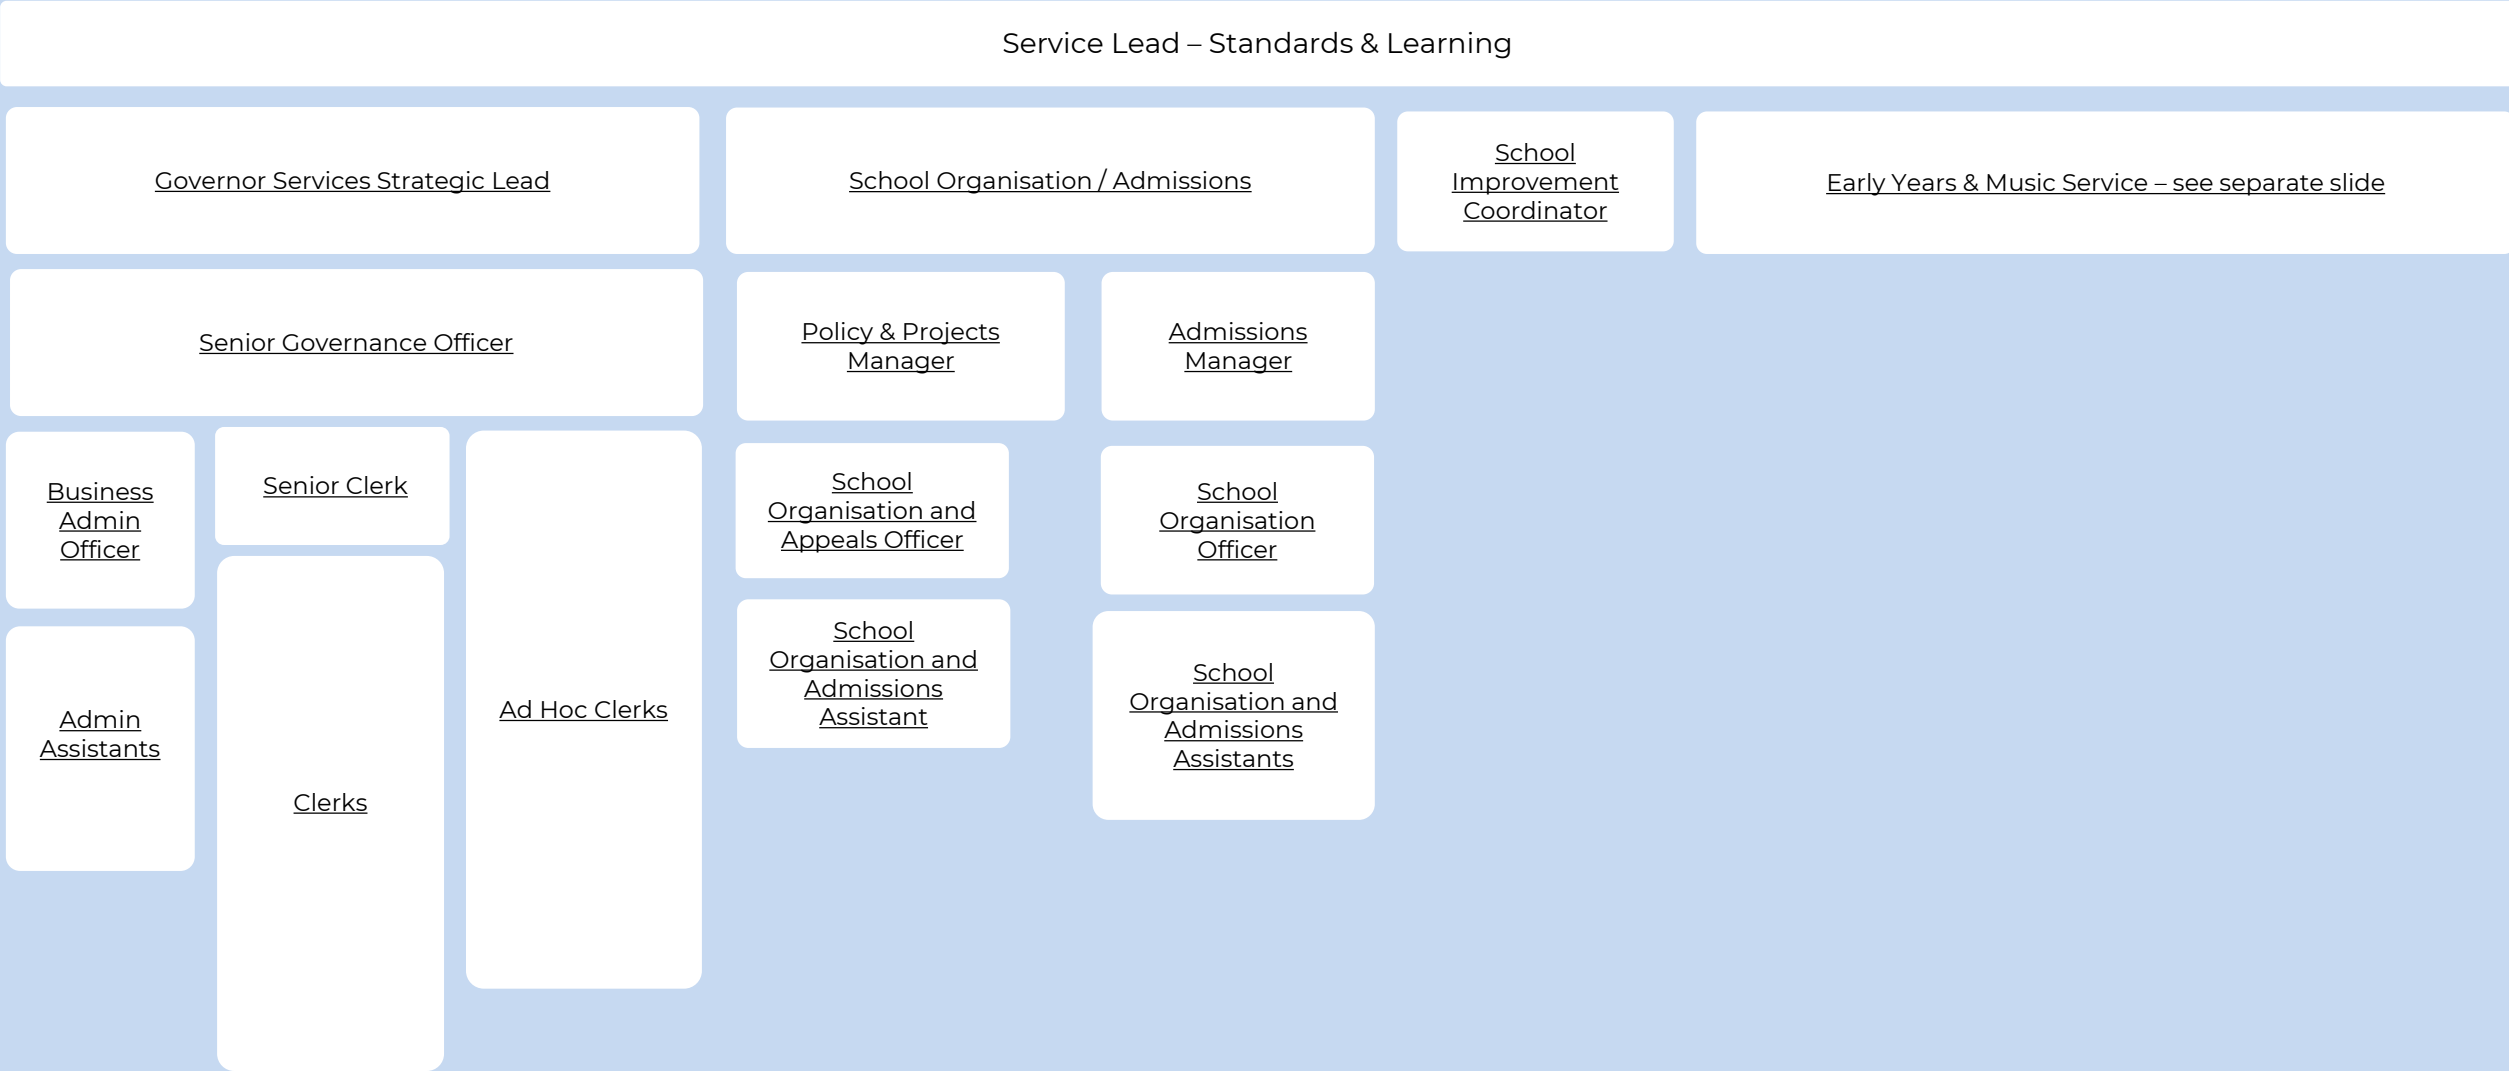 Service Lead – Standards & Learning
Governor Services Strategic Lead
School Organisation / Admissions
School
Improvement
Coordinator
Early Years & Music Service – see separate slide
Senior Governance Officer
Policy & Projects
Manager
Admissions
Manager
Business
Admin
Officer
Senior Clerk
Ad Hoc Clerks
School
Organisation and
Appeals Officer
School
Organisation
Officer
Admin
Assistants
Clerks
School
Organisation and
Admissions
Assistant
School
Organisation and
Admissions
Assistants